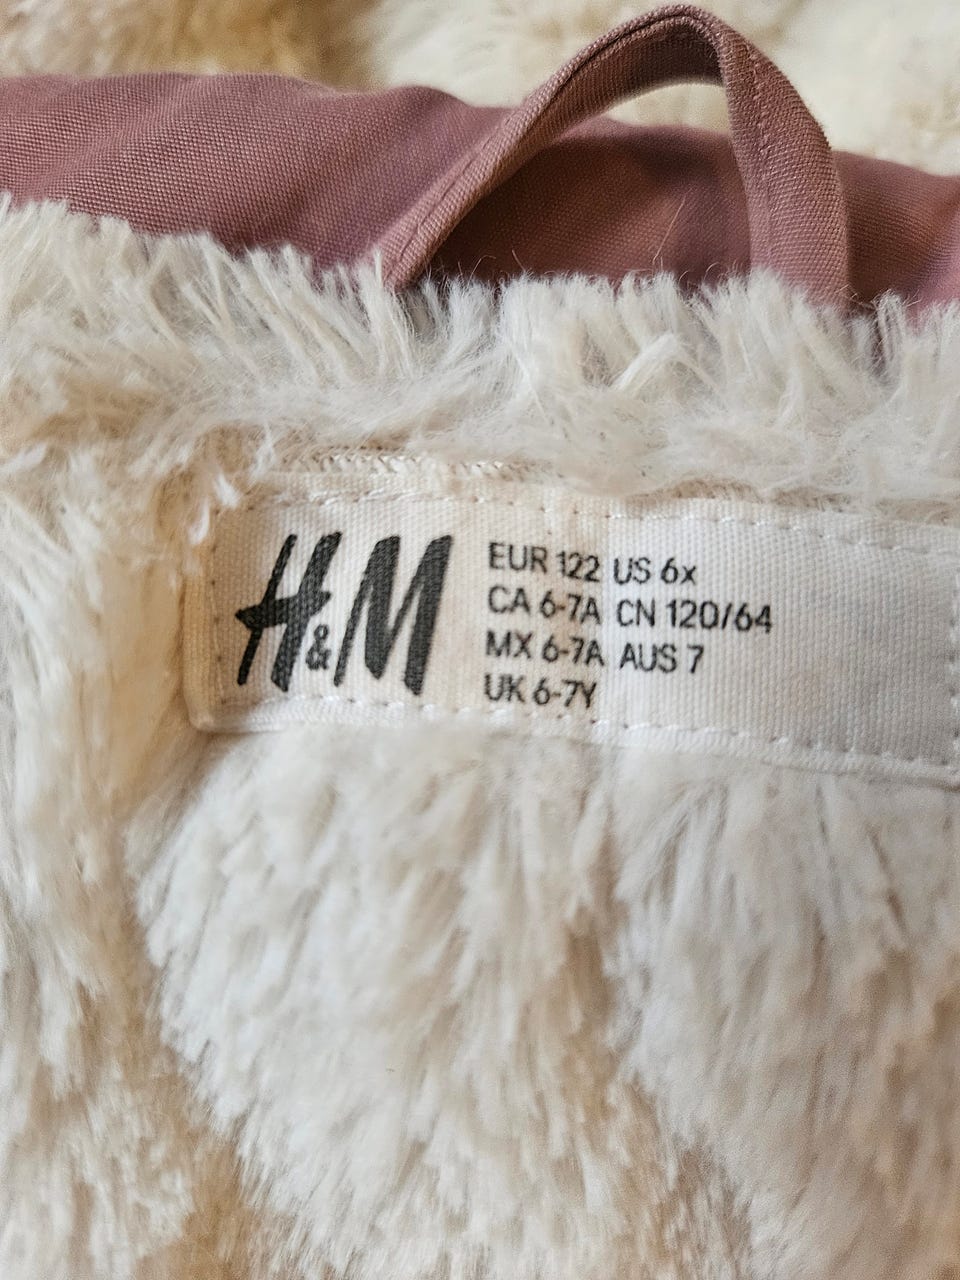 H&M
EUR 122 US 6x
CA 6-7A CN 120/64
MX 6-7A AUS 7
UK 6-7Y